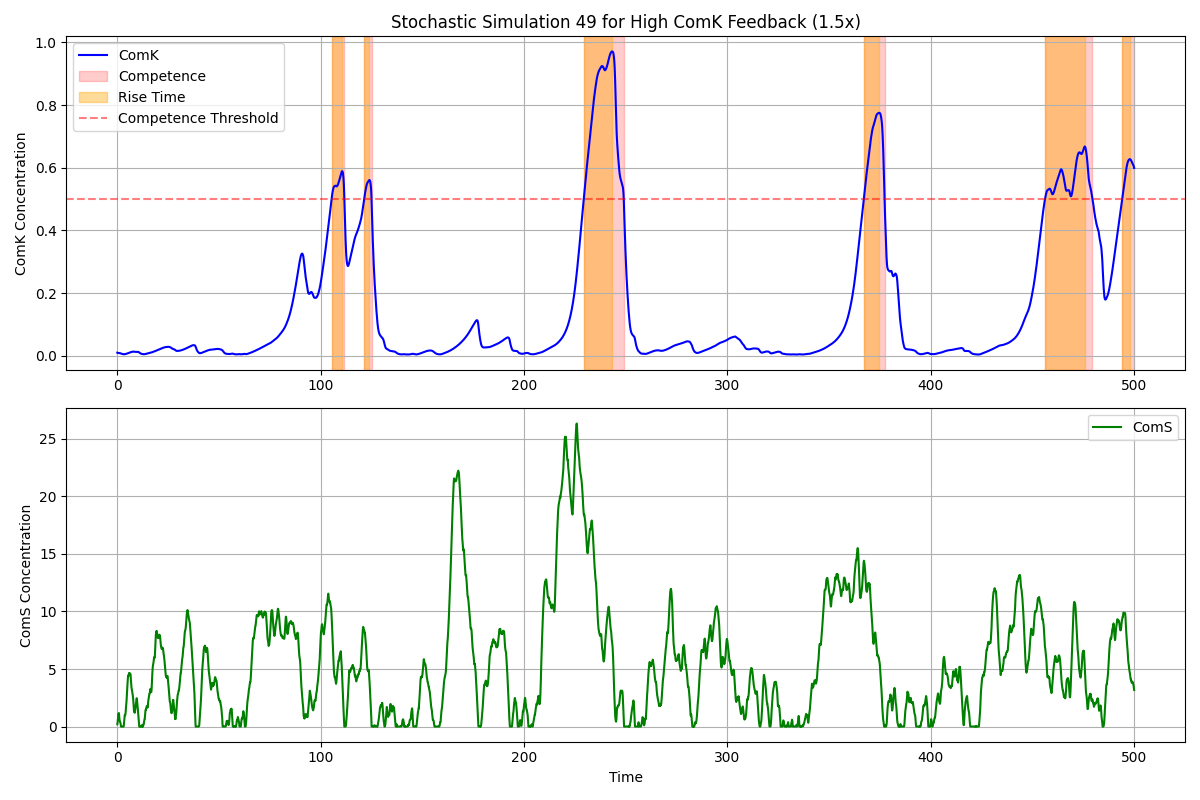 Stochastic Simulation 49 for High ComK Feedback (1.5x)
ComK Concentration
1.0
0.8
0.6
0.4
0.2
0.0
ComK
Competence
Rise Time
Competence Threshold
0 100 200 300 400 500
ComS Concentration
25
20
15
10
5
0
ComS
0 100 200 300 400 500
Time